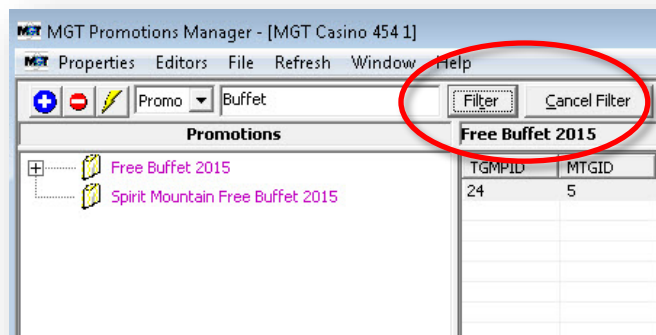 MGT MGT Promotions Manager - [MGT Casino 454 1]
MGT Properties Editors File Refresh Window Help
Promo Buffet Filter Cancel Filter
Promotions Free Buffet 2015
Free Buffet 2015 TGMPID MTGID
Spirit Mountain Free Buffet 2015 24 5